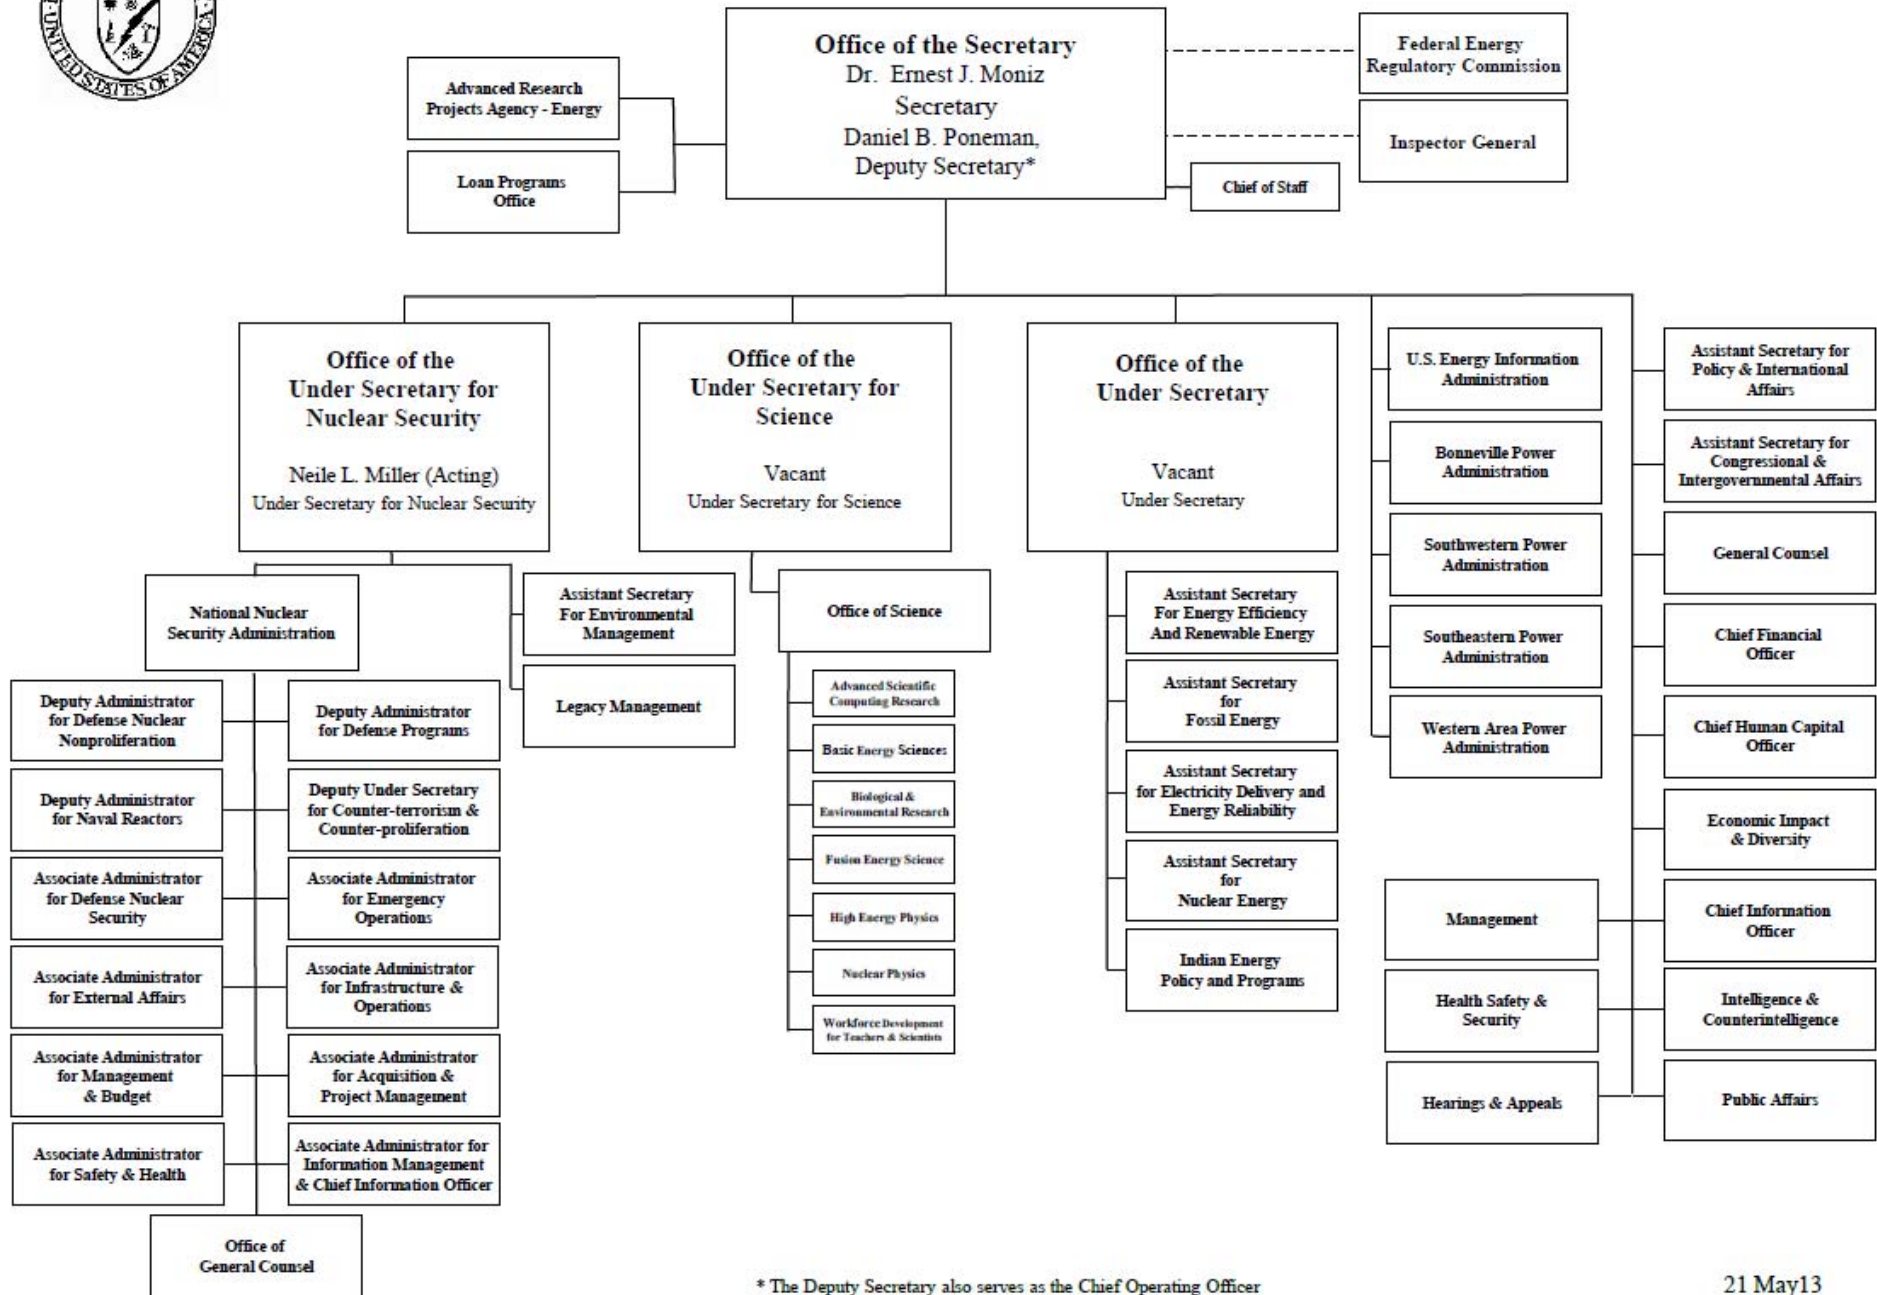 UNITED STATES OF AMERICA
Office of the Secretary
Dr. Ernest J. Moniz
Secretary
Daniel B. Poneman,
Deputy Secretary*
Federal Energy
Regulatory Commission
Inspector General
Chief of Staff
Advanced Research
Projects Agency - Energy
Loan Programs
Office
Office of the
Under Secretary for
Nuclear Security
Neile L. Miller (Acting)
Under Secretary for Nuclear Security
Office of the
Under Secretary for
Science
Vacant
Under Secretary for Science
Office of the
Under Secretary
Vacant
Under Secretary
National Nuclear
Security Administration
Assistant Secretary
For Environmental
Management
Legacy Management
Deputy Administrator
for Defense Nuclear
Nonproliferation
Deputy Administrator
for Defense Programs
Deputy Administrator
for Naval Reactors
Deputy Under Secretary
for Counter-terrorism &
Counter-proliferation
Associate Administrator
for Defense Nuclear
Security
Associate Administrator
for Emergency
Operations
Associate Administrator
for External Affairs
Associate Administrator
for Infrastructure &
Operations
Associate Administrator
for Management
& Budget
Associate Administrator
for Acquisition &
Project Management
Associate Administrator
for Safety & Health
Associate Administrator for
Information Management
& Chief Information Officer
Office of
General Counsel
Office of Science
Advanced Scientific
Computing Research
Basic Energy Sciences
Biological &
Environmental Research
Fusion Energy Science
High Energy Physics
Nuclear Physics
Workforce Development
for Teachers & Scientists
Assistant Secretary
For Energy Efficiency
And Renewable Energy
Assistant Secretary
for
Fossil Energy
Assistant Secretary
for Electricity Delivery and
Energy Reliability
Assistant Secretary
for
Nuclear Energy
Indian Energy
Policy and Programs
U.S. Energy Information
Administration
Bonneville Power
Administration
Southwestern Power
Administration
Southeastern Power
Administration
Western Area Power
Administration
Assistant Secretary for
Policy & International
Affairs
Assistant Secretary for
Congressional &
Intergovernmental Affairs
General Counsel
Chief Financial
Officer
Chief Human Capital
Officer
Economic Impact
& Diversity
Management
Chief Information
Officer
Health Safety &
Security
Intelligence &
Counterintelligence
Hearings & Appeals
Public Affairs
* The Deputy Secretary also serves as the Chief Operating Officer
21 May13